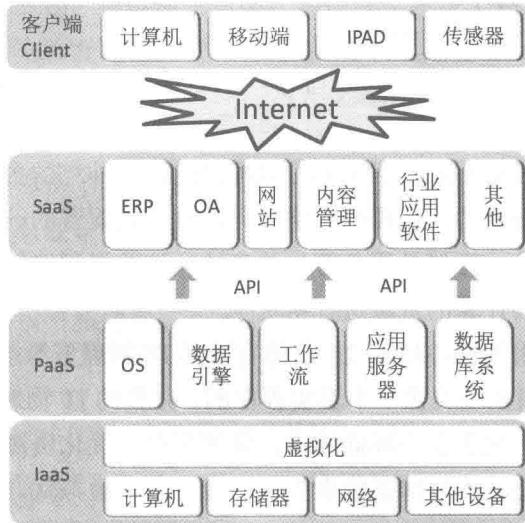 客户端
Client
计算机
移动端
IPAD
传感器
Internet
SaaS
ERP
OA
网
站
内容
管理
行业
应用
软件
其
他
API
API
PaaS
OS
数据
引擎
工作
流
应用
服务
器
数据
库系
统
IaaS
虚拟化
计算机
存储器
网络
其他设备